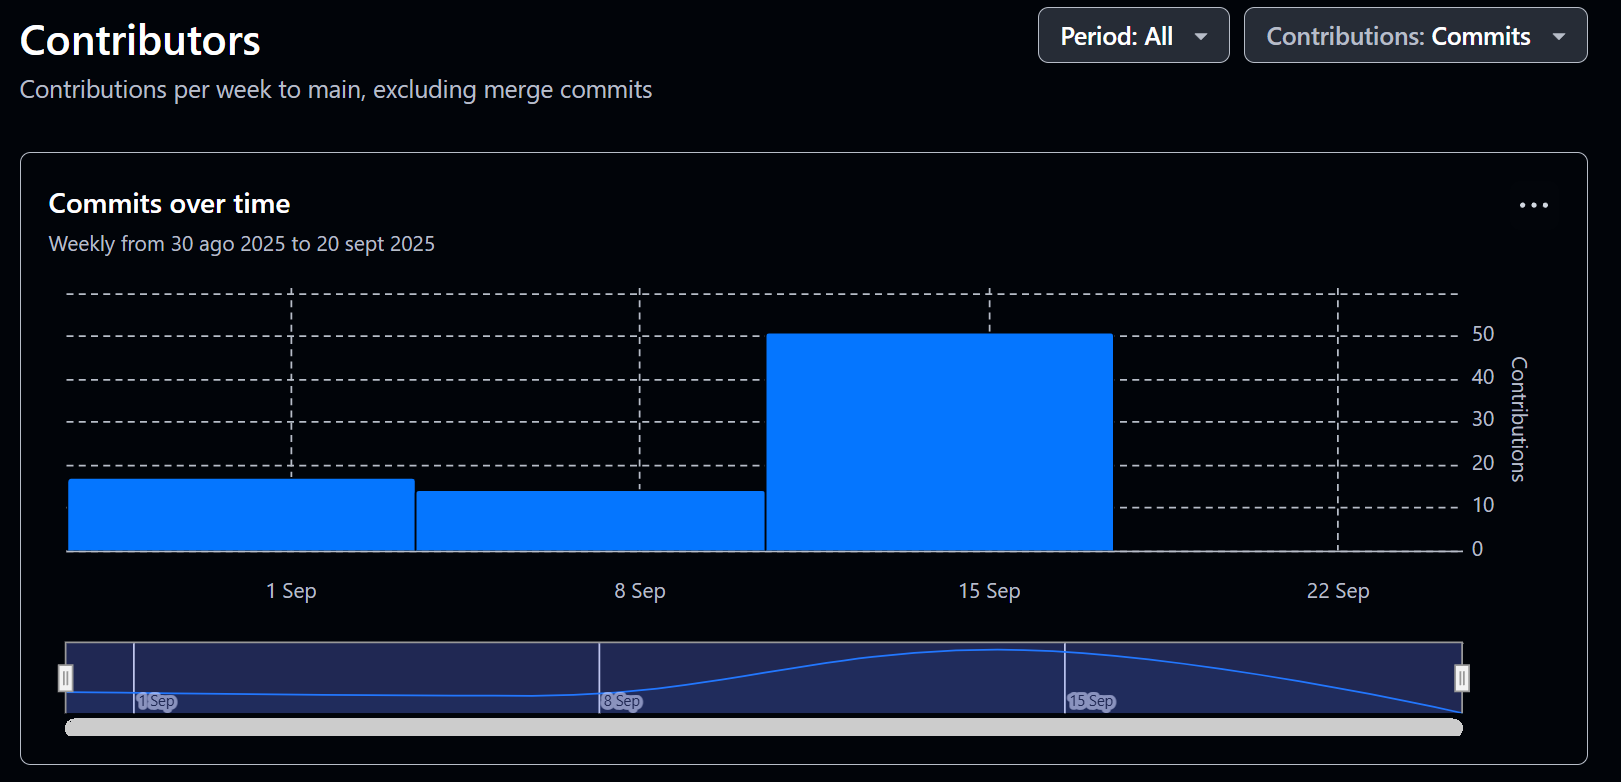 Contributors
Period: All
Contributions: Commits
Contributions per week to main, excluding merge commits
Commits over time
Weekly from 30 ago 2025 to 20 sept 2025
50
40
30
20
10
0
Contributions
1 Sep
8 Sep
15 Sep
22 Sep
1 Sep
8 Sep
15 Sep